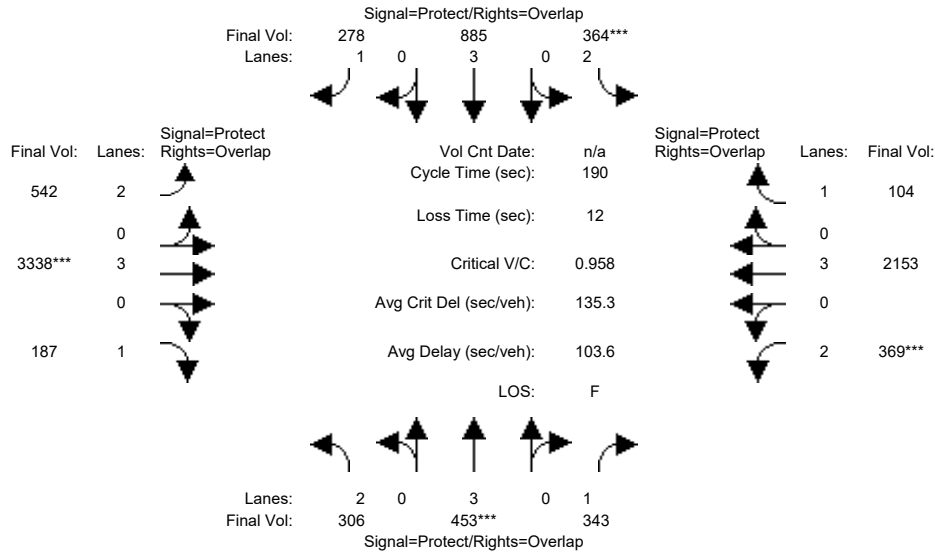 Signal=Protect/Rights=Overlap
Final Vol: 278 885 364***
Lanes: 1 0 3 0 2
Signal=Protect
Final Vol: Lanes: Rights=Overlap
Vol Cnt Date: n/a
Signal=Protect
Rights=Overlap Lanes: Final Vol:
Cycle Time (sec): 190
542 2
1 104
Loss Time (sec): 12
0
0
3338*** 3
Critical V/C: 0.958
3 2153
0
Avg Crit Del (sec/veh): 135.3
0
187 1
Avg Delay (sec/veh): 103.6
2 369***
LOS: F
Lanes: 2 0 3 0 1
Final Vol: 306 453*** 343
Signal=Protect/Rights=Overlap